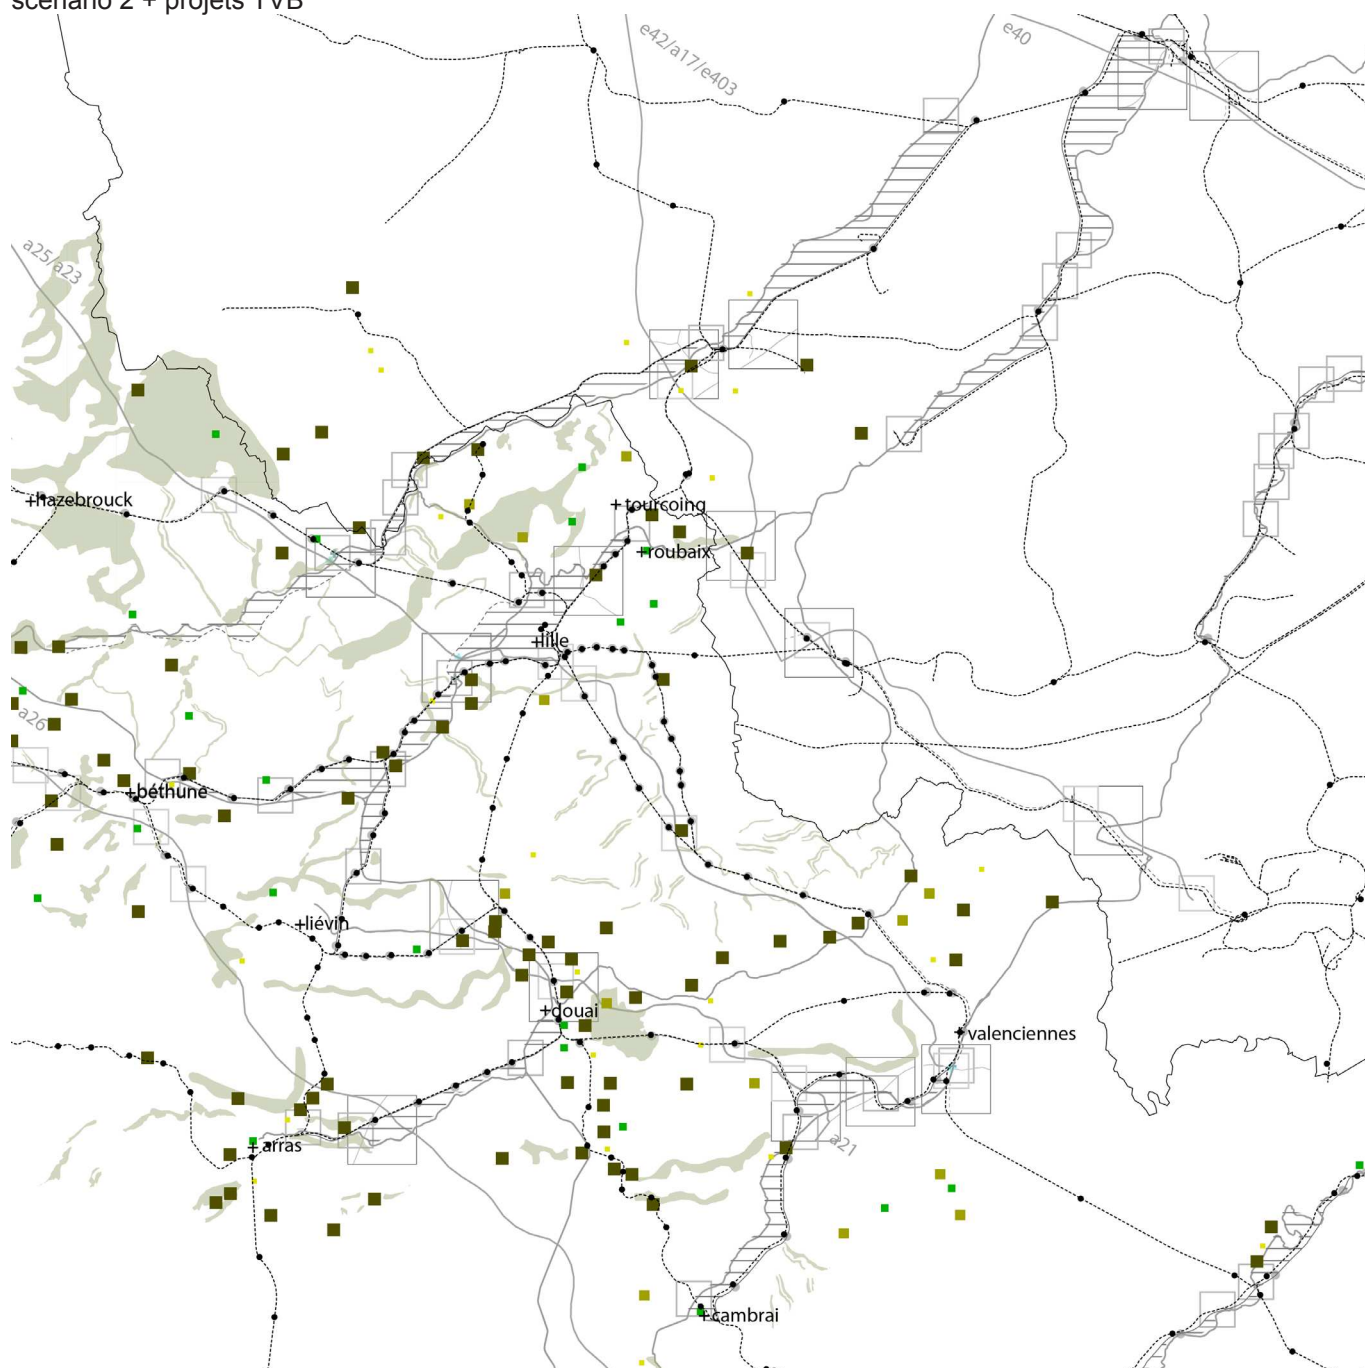 scénario 2 + projets TVB
e42/a17/e403
e40
a25/a23
hazebrouck
tourcoing
roubaix
lille
a26
béthune
liévin
douai
valenciennes
a21
arras
cambrai